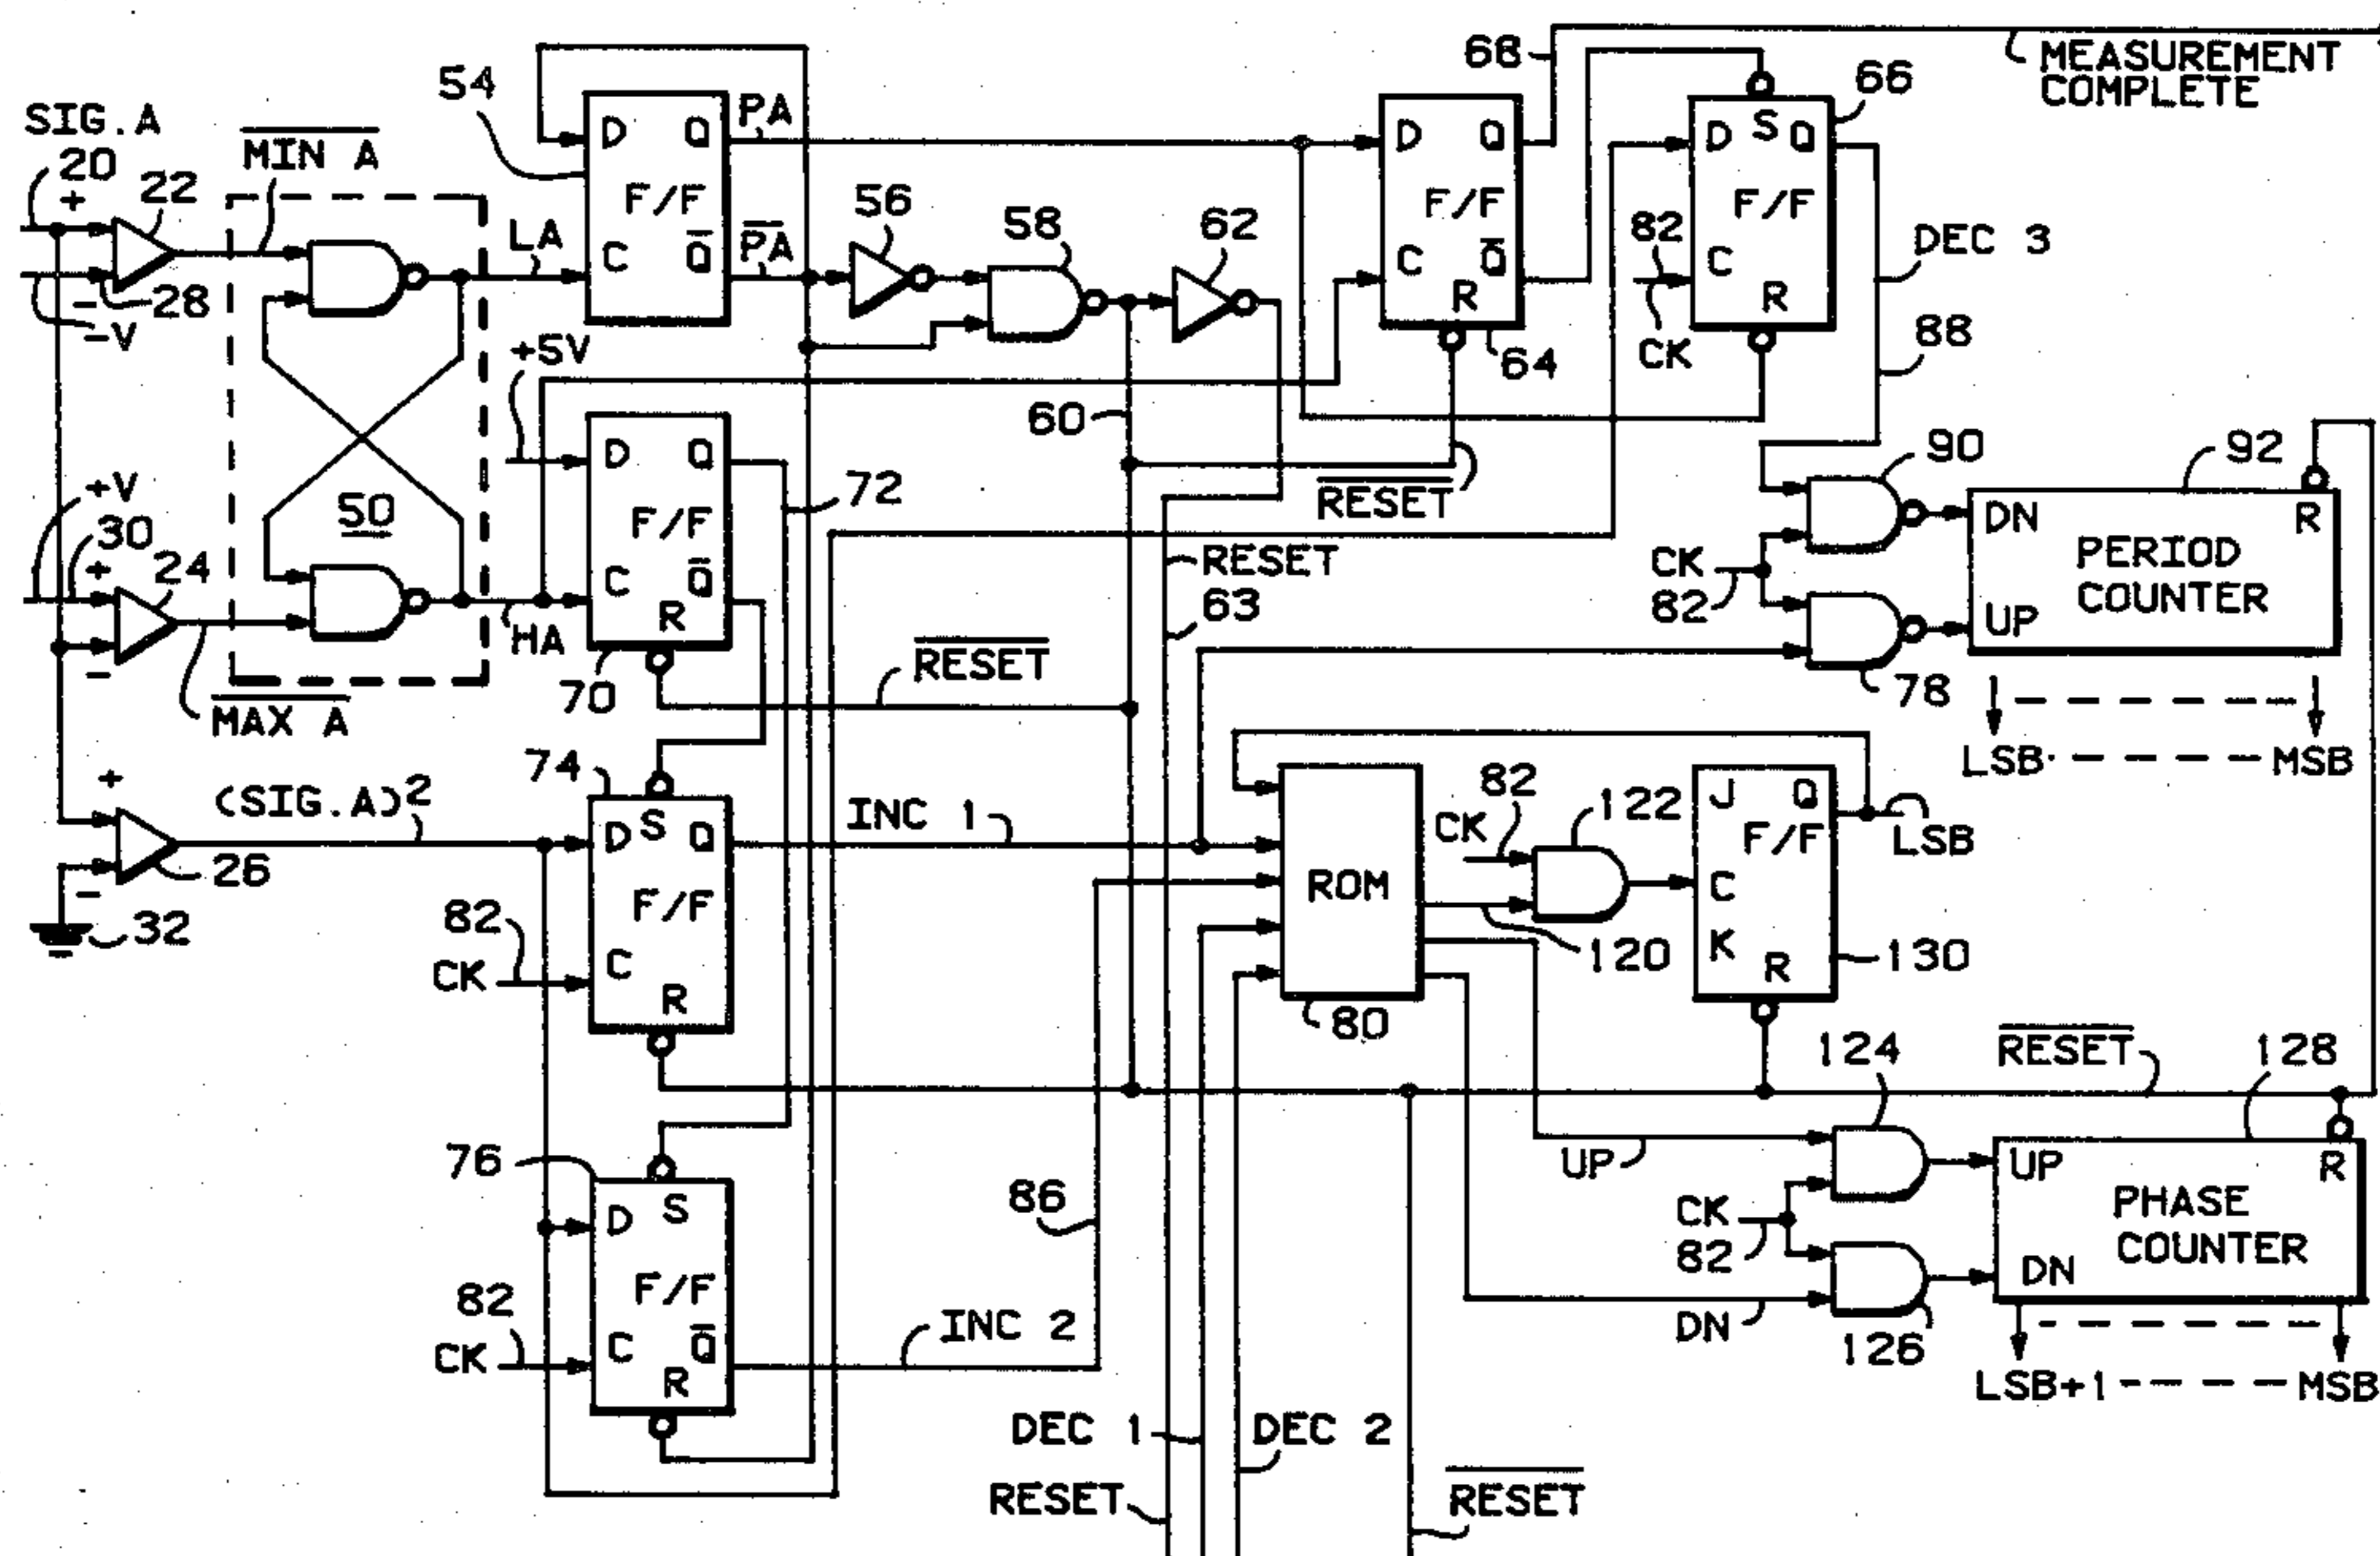 68
MEASUREMENT
COMPLETE
54
PA
66
SIG.A
MIN A
20
+
22
D
Q
D
Q
D
S
Q
F/F
F/F
F/F
56
58
62
LA
PA
82
DEC 3
C
Q
C
Q
C
R
R
28
-
-V
+5V
64
CK
88
60
90
92
D
Q
72
RESET
+V
30
50
F/F
DN
R
RESET
63
CK
82
PERIOD
COUNTER
+
24
C
Q
R
UP
HA
RESET
-
70
78
MAX A
74
LSB
MSB
+
(SIG.A)2
82
122
J
Q
INC 1
CK
F/F
LSB
D
S
Q
26
-
ROM
C
F/F
32
82
120
K
R
130
C
CK
R
80
124
RESET
128
76
UP
UP
R
D
S
86
CK
82
PHASE
COUNTER
F/F
DN
82
INC 2
C
Q
CK
R
DN
126
LSB+1
MSB
DEC 1
DEC 2
RESET
RESET